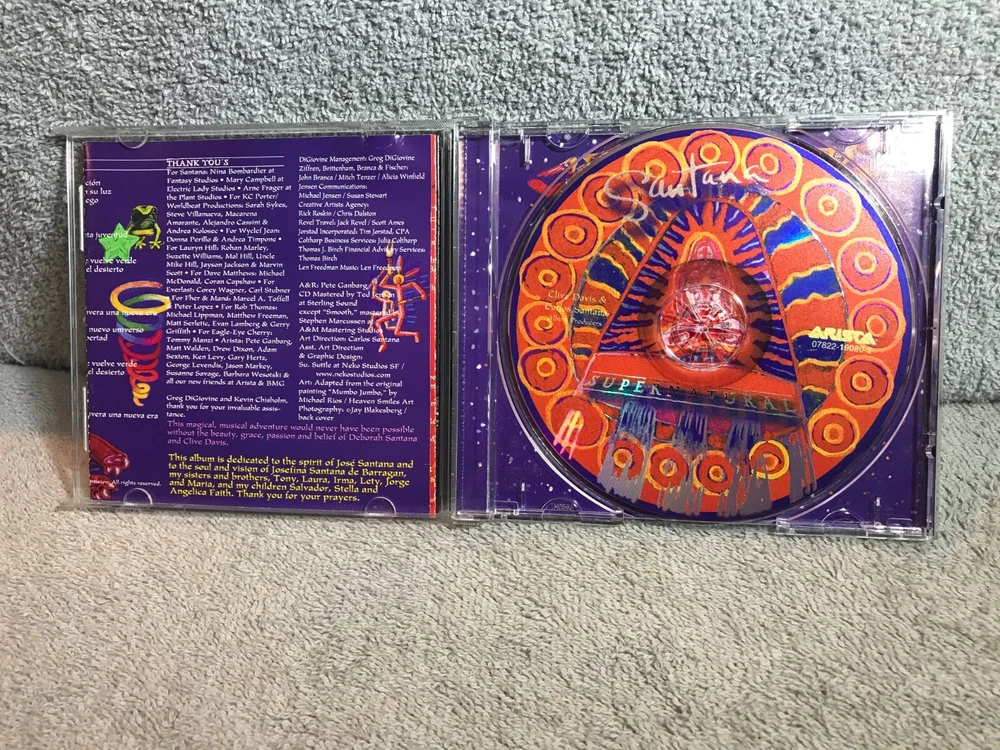 ción
su luz
ego
ta juventud
vuelve verde
el desierto
vera una nueva era
nuevo universo
ertad
vuelve verde
el desierto
vera una nueva era
All rights reserved.
THANK YOU'S
For Santana: Nina Bombardier at
Fantasy Studios • Mary Campbell at
Electric Lady Studios • Arne Frager at
the Plant Studios • For KC Porter/
Worldbeat Productions: Sarah Sykes,
Steve Villanueva, Macarena
Amarante, Alejandro Cassini &
Andrea Kolosec • For Wyclef Jean:
Donna Perillo & Andrea Timpone •
For Lauryn Hill: Rohan Marley,
Suzette Williams, Mal Hill, Uncle
Mike Hill, Jayson Jackson & Marvin
Scott • For Dave Matthews: Michael
McDonald, Coran Capshaw • For
Everlast: Corey Wagner, Carl Stubner
• For Fher & Maná: Marcel A. Toffell
& Peter Lopez • For Rob Thomas:
Michael Lippman, Matthew Freeman,
Matt Serletic, Evan Lamberg & Gerry
Griffith • For Eagle-Eye Cherry:
Tommy Manzi • Arista: Pete Ganbarg,
Matt Walden, Drew Dixon, Adam
Sexton, Ken Levy, Gary Hertz,
George Levendis, Jason Markey,
Susanne Savage, Barbara Wesotski &
all our new friends at Arista & BMG
Greg DiGiovine and Kevin Chisholm,
thank you for your invaluable assis-
tance.
DiGiovine Management: Greg DiGiovine
Ziffren, Brittenham, Branca & Fischer:
John Branca / Mitch Tenzer / Alicia Winfield
Jensen Communications:
Michael Jensen / Susan Stewart
Creative Artists Agency:
Rick Roskin / Chris Dalston
Revel Travel: Jack Revel / Scott Ames
Jorstad Incorporated: Tim Jorstad, CPA
Coltharp Business Services: Julia Coltharp
Thomas J. Birch Financial Advisory Services:
Thomas Birch
Len Freedman Music: Len Freedman
A&R: Pete Ganbarg
CD Mastered by Ted Jensen
at Sterling Sound
except "Smooth," mastered by
Stephen Marcussen at
A&M Mastering Studios
Art Direction: Carlos Santana
Asst. Art Direction
& Graphic Design:
Su. Suttle at Neko Studios SF /
www.nekostudios.com
Art: Adapted from the original
painting "Mumbo Jumbo," by
Michael Rios / Heaven Smiles Art
Photography: ©Jay Blakesberg /
back cover
This magical, musical adventure would never have been possible
without the beauty, grace, passion and belief of Deborah Santana
and Clive Davis.
This album is dedicated to the spirit of José Santana and
to the soul and vision of Josefina Santana de Barragan,
my sisters and brothers, Tony, Laura, Irma, Lety, Jorge
and Maria, and my children Salvador, Stella and
Angelica Faith. Thank you for your prayers.
Santana
Clive Davis &
Carlos Santana
Producers
ARISTA
07822-19080-2
SUPERNATURAL